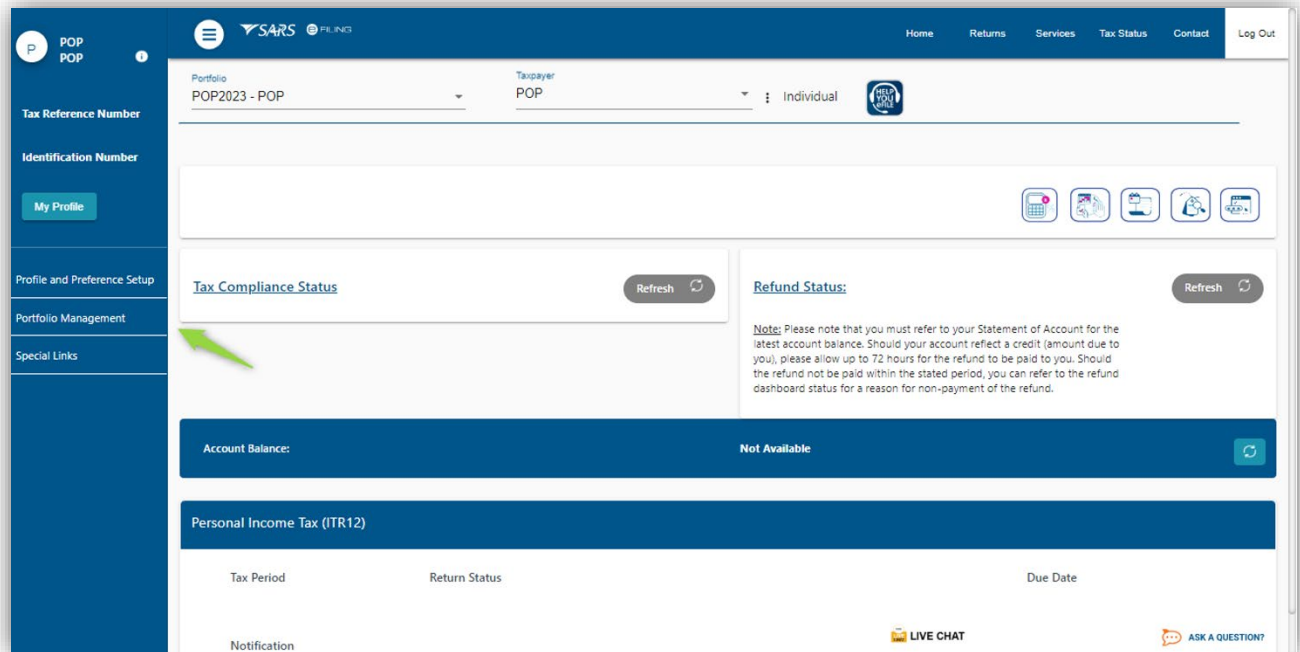 P
POP
POP
SARS eFILING
Home
Returns
Services
Tax Status
Contact
Log Out
Portfolio
POP2023 - POP
Taxpayer
POP
Individual
HELP
YOU
eFILE
Tax Reference Number
Identification Number
My Profile
Profile and Preference Setup
Portfolio Management
Special Links
Tax Compliance Status
Refresh
Refund Status:
Refresh
Note: Please note that you must refer to your Statement of Account for the
latest account balance. Should your account reflect a credit (amount due to
you), please allow up to 72 hours for the refund to be paid to you. Should
the refund not be paid within the stated period, you can refer to the refund
dashboard status for a reason for non-payment of the refund.
Account Balance:
Not Available
Personal Income Tax (ITR12)
Tax Period
Return Status
Due Date
Notification
LIVE CHAT
ASK A QUESTION?